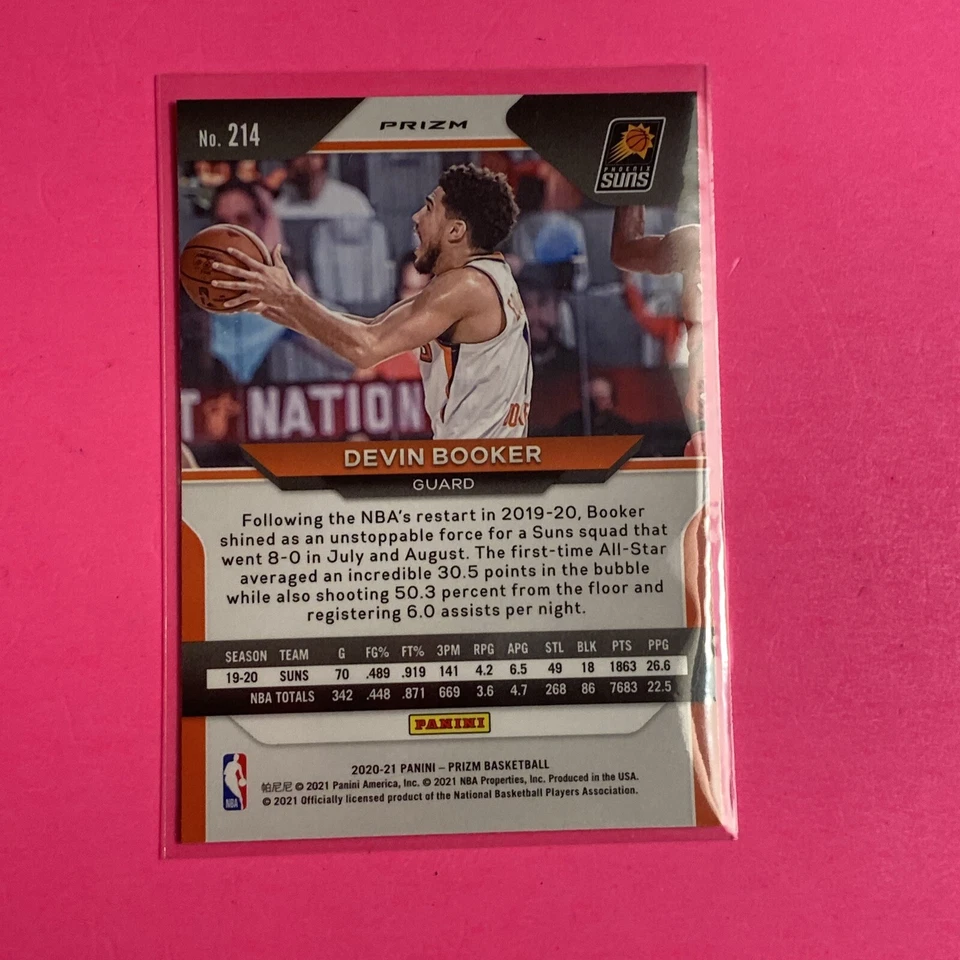 No. 214
PRIZM
PHOENIX
SUNS
T NATION
DEVIN BOOKER
GUARD
Following the NBA's restart in 2019-20, Booker
shined as an unstoppable force for a Suns squad that
went 8-0 in July and August. The first-time All-Star
averaged an incredible 30.5 points in the bubble
while also shooting 50.3 percent from the floor and
registering 6.0 assists per night.
SEASON TEAM G FG% FT% 3PM RPG APG STL BLK PTS PPG
19-20 SUNS 70 .489 .919 141 4.2 6.5 49 18 1863 26.6
NBA TOTALS 342 .448 .871 669 3.6 4.7 268 86 7683 22.5
PANINI
2020-21 PANINI – PRIZM BASKETBALL
帕尼尼 © 2021 Panini America, Inc. © 2021 NBA Properties, Inc. Produced in the USA.
© 2021 Officially licensed product of the National Basketball Players Association.
NBA